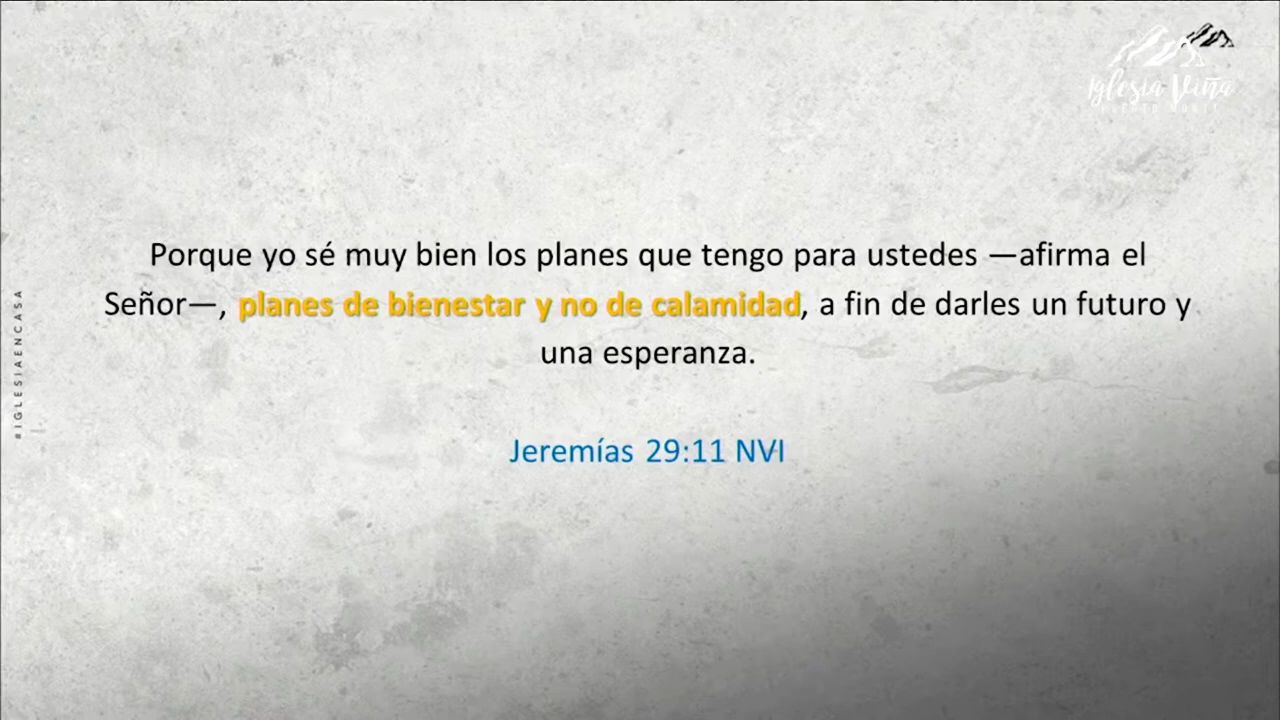 Iglesia Viña
Porque yo sé muy bien los planes que tengo para ustedes —afirma el
Señor—, planes de bienestar y no de calamidad, a fin de darles un futuro y
una esperanza.
Jeremías 29:11 NVI
#IGLESIAENCASA